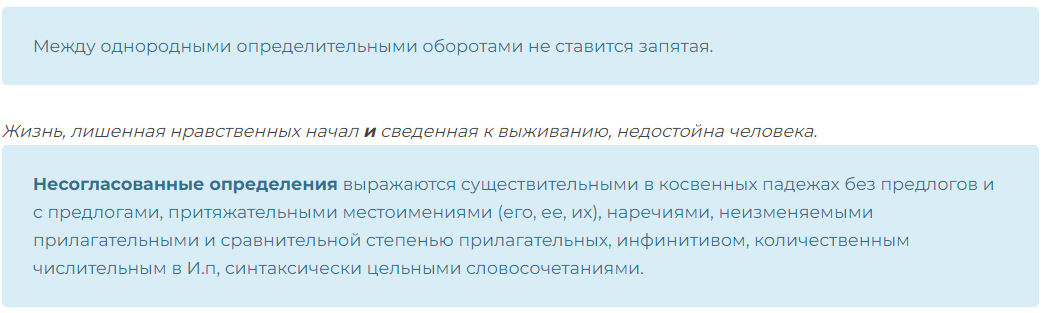 Между однородными определительными оборотами не ставится запятая.
Жизнь, лишенная нравственных начал и сведенная к выживанию, недостойна человека.
Несогласованные определения выражаются существительными в косвенных падежах без предлогов и
с предлогами, притяжательными местоимениями (его, ее, их), наречиями, неизменяемыми
прилагательными и сравнительной степенью прилагательных, инфинитивом, количественным
числительным в И.п, синтаксически цельными словосочетаниями.